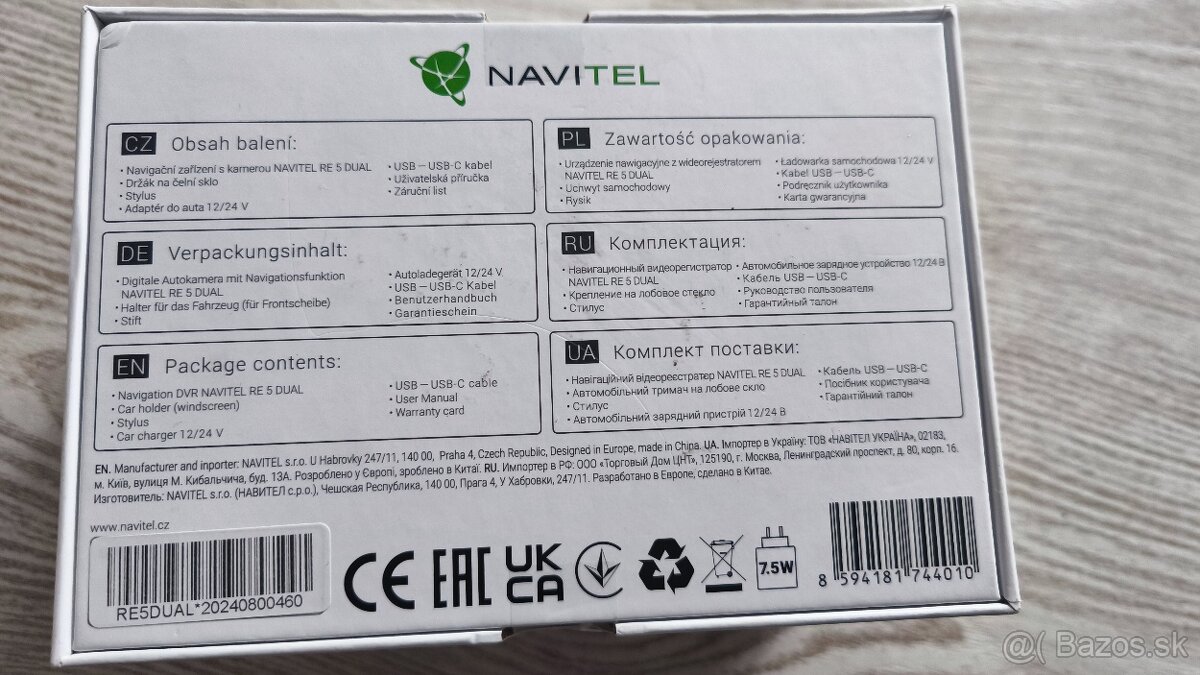 NAVITEL
CZ Obsah balení:
• Navigační zařízení s kamerou NAVITEL RE 5 DUAL
• Držák na čelní sklo
• Stylus
• Adaptér do auta 12/24 V
• USB – USB-C kabel
• Uživatelská příručka
• Záruční list
PL Zawartość opakowania:
• Urządzenie nawigacyjne z wideorejestratorem
NAVITEL RE 5 DUAL
• Uchwyt samochodowy
• Rysik
• Ładowarka samochodowa 12/24 V
• Kabel USB – USB-C
• Podręcznik użytkownika
• Karta gwarancyjna
DE Verpackungsinhalt:
• Digitale Autokamera mit Navigationsfunktion
NAVITEL RE 5 DUAL
• Halter für das Fahrzeug (für Frontscheibe)
• Stift
• Autoladegerät 12/24 V
• USB – USB-C Kabel
• Benutzerhandbuch
• Garantieschein
RU Комплектация:
• Навигационный видеорегистратор
NAVITEL RE 5 DUAL
• Крепление на лобовое стекло
• Стилус
• Автомобильное зарядное устройство 12/24 В
• Кабель USB – USB-C
• Руководство пользователя
• Гарантийный талон
EN Package contents:
• Navigation DVR NAVITEL RE 5 DUAL
• Car holder (windscreen)
• Stylus
• Car charger 12/24 V
• USB – USB-C cable
• User Manual
• Warranty card
UA Комплект поставки:
• Навігаційний відеореєстратор NAVITEL RE 5 DUAL
• Автомобільний тримач на лобове скло
• Стилус
• Автомобільний зарядний пристрій 12/24 В
• Кабель USB – USB-C
• Посібник користувача
• Гарантійний талон
EN. Manufacturer and inporter: NAVITEL s.r.o. U Habrovky 247/11, 140 00, Praha 4, Czech Republic, Designed in Europe, made in China. UA. Імпортер в Україну: ТОВ «НАВІТЕЛ УКРАЇНА», 02183,
м. Київ, вулиця М. Кибальчича, буд. 13А. Розроблено у Європі, зроблено в Китаї. RU. Импортер в РФ: ООО «Торговый Дом ЦНТ», 125190, г. Москва, Ленинградский проспект, д. 80, корп. 16.
Изготовитель: NAVITEL s.r.o. (НАВИТЕЛ с.р.о.), Чешская Республика, 140 00, Прага 4, У Хабровки, 247/11. Разработано в Европе, сделано в Китае.
www.navitel.cz
RE5DUAL*20240800460
CE EAC UK
CA
7.5W
8 594181 744010
@( Bazos.sk